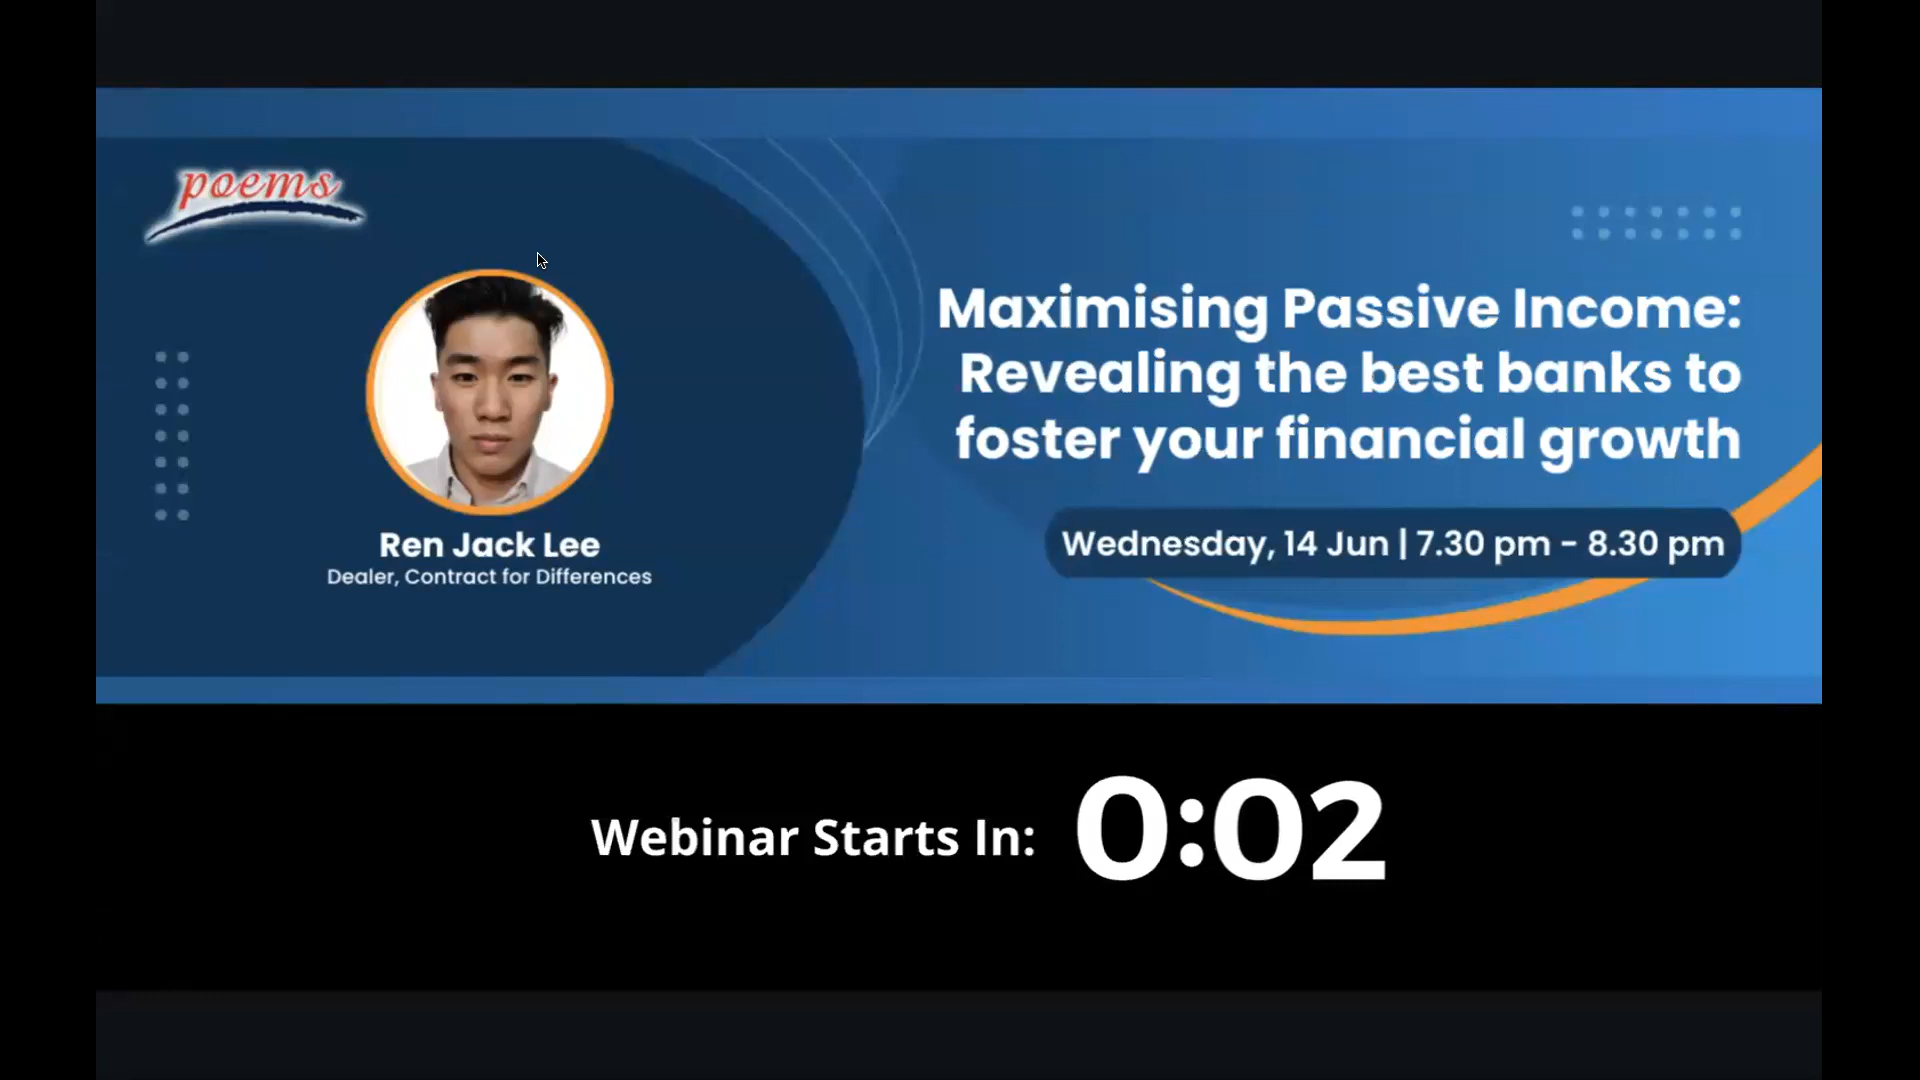 poems
Maximising Passive Income:
Revealing the best banks to
foster your financial growth
Wednesday, 14 Jun | 7.30 pm - 8.30 pm
Ren Jack Lee
Dealer, Contract for Differences
Webinar Starts In: 0:02